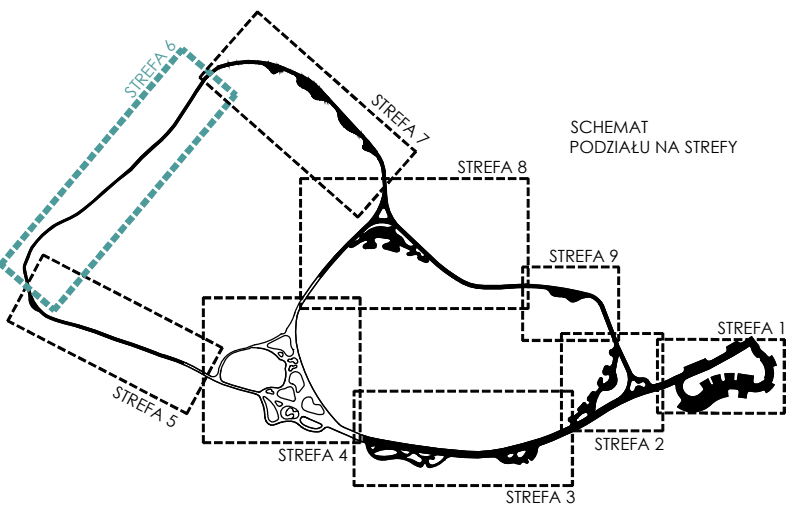 STREFA 6
STREFA 7
SCHEMAT
PODZIAŁU NA STREFY
STREFA 8
STREFA 9
STREFA 1
STREFA 5
STREFA 4
STREFA 2
STREFA 3